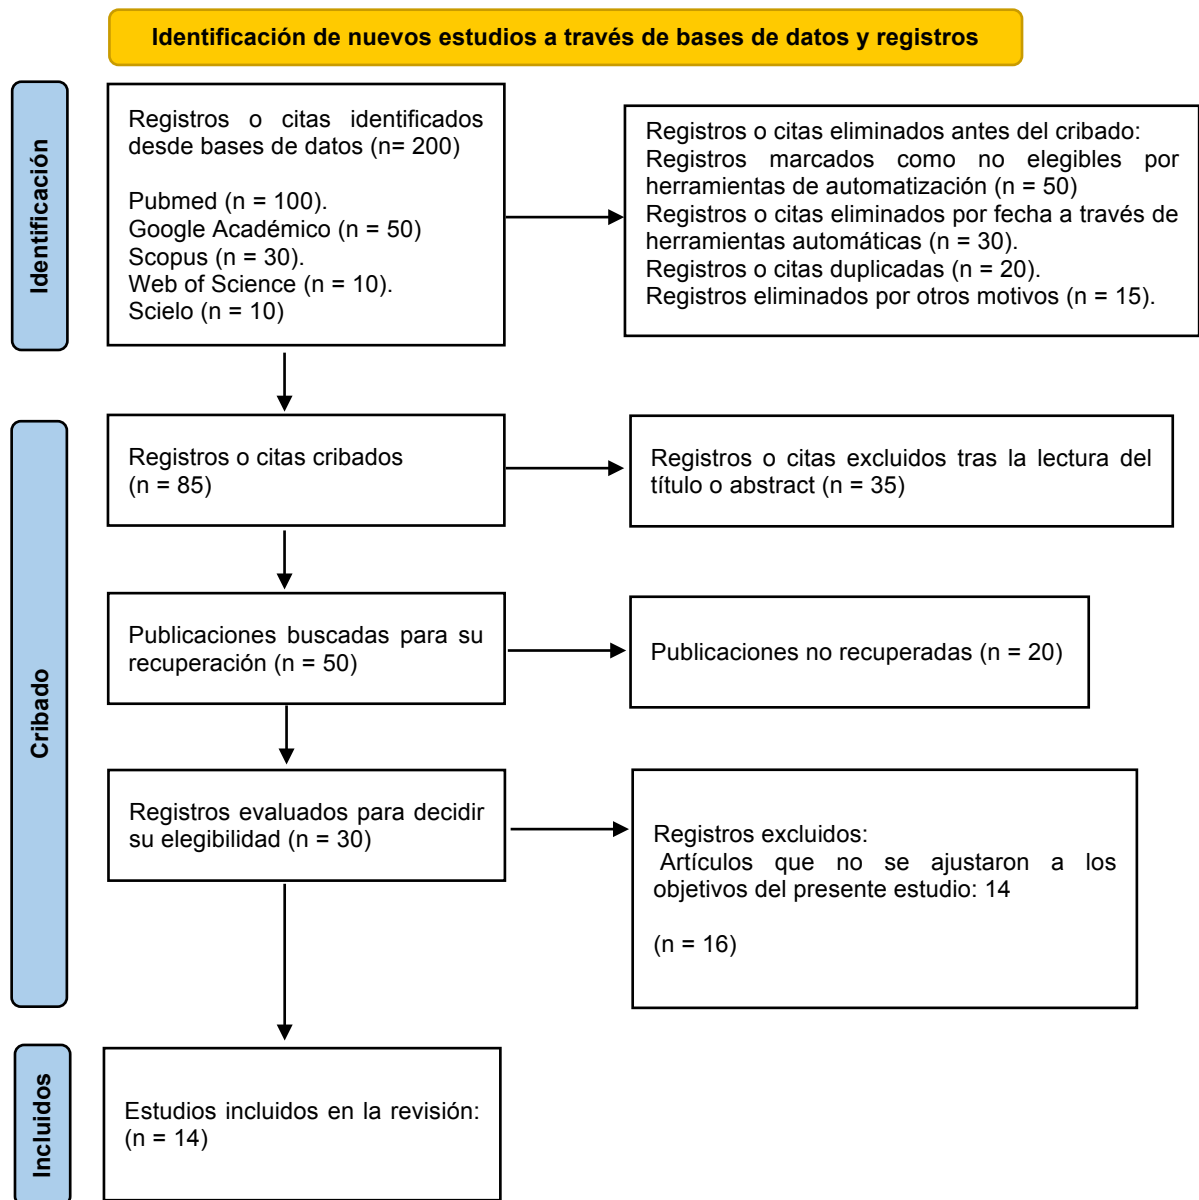 Identificación de nuevos estudios a través de bases de datos y registros
Identificación
Registros o citas identificados
desde bases de datos (n= 200)
Pubmed (n = 100).
Google Académico (n = 50)
Scopus (n = 30).
Web of Science (n = 10).
Scielo (n = 10)
Registros o citas eliminados antes del cribado:
Registros marcados como no elegibles por
herramientas de automatización (n = 50)
Registros o citas eliminados por fecha a través de
herramientas automáticas (n = 30).
Registros o citas duplicadas (n = 20).
Registros eliminados por otros motivos (n = 15).
Cribado
Registros o citas cribados
(n = 85)
Registros o citas excluidos tras la lectura del
título o abstract (n = 35)
Publicaciones buscadas para su
recuperación (n = 50)
Publicaciones no recuperadas (n = 20)
Registros evaluados para decidir
su elegibilidad (n = 30)
Registros excluidos:
Artículos que no se ajustaron a los
objetivos del presente estudio: 14
(n = 16)
Incluidos
Estudios incluidos en la revisión:
(n = 14)